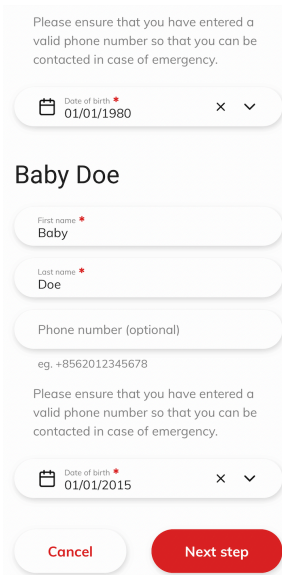 Please ensure that you have entered a
valid phone number so that you can be
contacted in case of emergency.
Date of birth *
01/01/1980
Baby Doe
First name *
Baby
Last name *
Doe
Phone number (optional)
eg. +8562012345678
Please ensure that you have entered a
valid phone number so that you can be
contacted in case of emergency.
Date of birth *
01/01/2015
Cancel
Next step